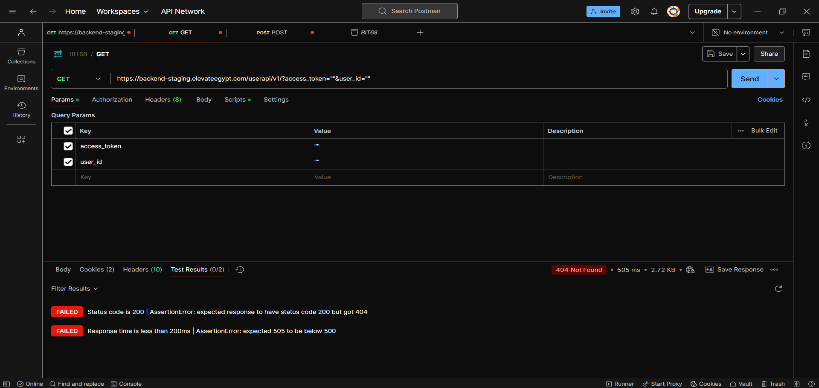 Home Workspaces API Network Search Postman Invite Upgrade
GET https://backend-staging. GET GET POST POST BITGS No environment
Collections
Environments
History
BITGS / GET Save Share
GET https://backend-staging.elevateegypt.com/userapi/v1/?access_token=""&user_id="" Send
Params Authorization Headers (8) Body Scripts Settings Cookies
Query Params
Key Value Description Bulk Edit
access_token ""
user_id ""
Key Value Description
Body Cookies (2) Headers (10) Test Results (0/2) 404 Not Found • 505 ms • 2.72 KB • Save Response
Filter Results
FAILED Status code is 200 | AssertionError: expected response to have status code 200 but got 404
FAILED Response time is less than 200ms | AssertionError: expected 505 to be below 500
Online Find and replace Console Runner Start Proxy Cookies Vault Trash